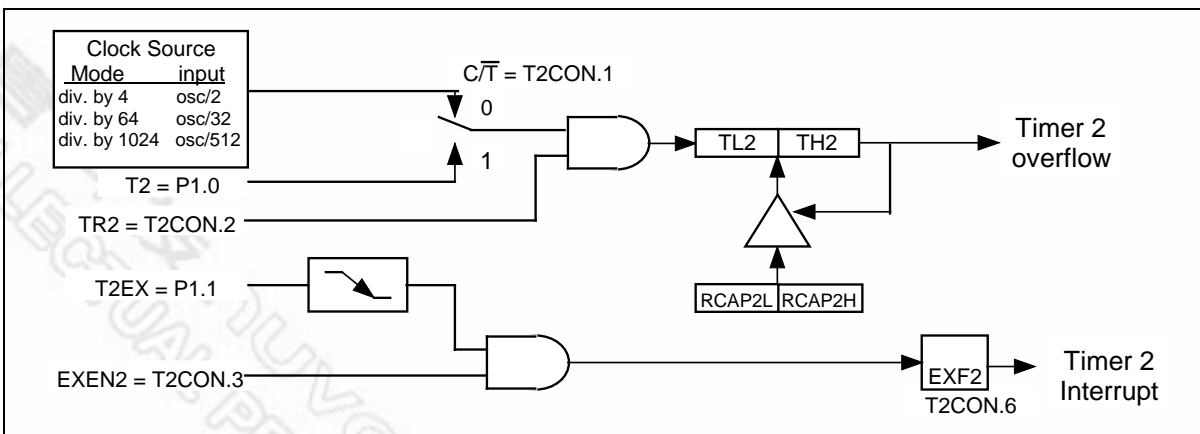 Clock Source
Mode input
div. by 4 osc/2
div. by 64 osc/32
div. by 1024 osc/512
C/T̅ = T2CON.1
0
1
T2 = P1.0
TR2 = T2CON.2
TL2 TH2
Timer 2
overflow
T2EX = P1.1
RCAP2L RCAP2H
EXEN2 = T2CON.3
EXF2
T2CON.6
Timer 2
Interrupt